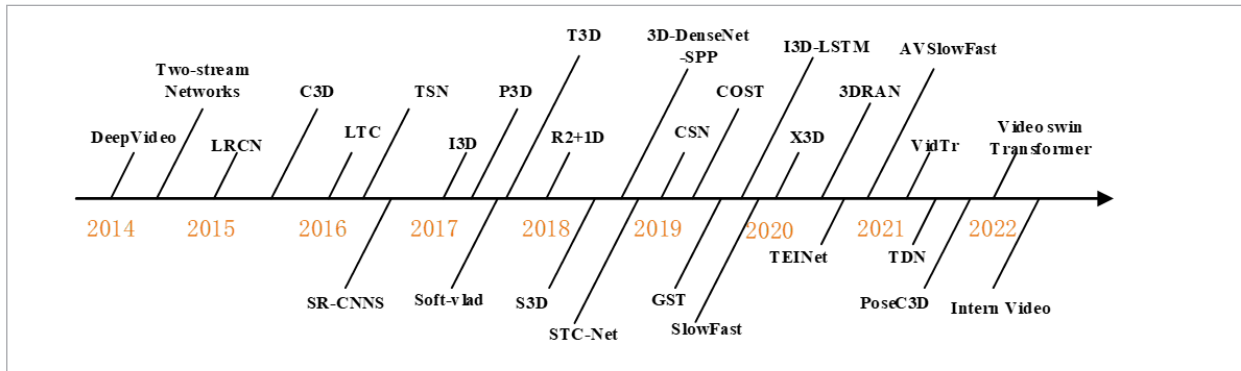 T3D
3D-DenseNet
-SPP
I3D-LSTM
AVSlowFast
Two-stream
Networks
C3D
TSN
P3D
COST
3DRAN
DeepVideo
LRCN
LTC
I3D
R2+1D
CSN
X3D
VidTr
Video swin
Transformer
2014
2015
2016
2017
2018
2019
2020
2021
2022
TEINet
TDN
SR-CNNS
Soft-vlad
S3D
GST
PoseC3D
Intern Video
STC-Net
SlowFast